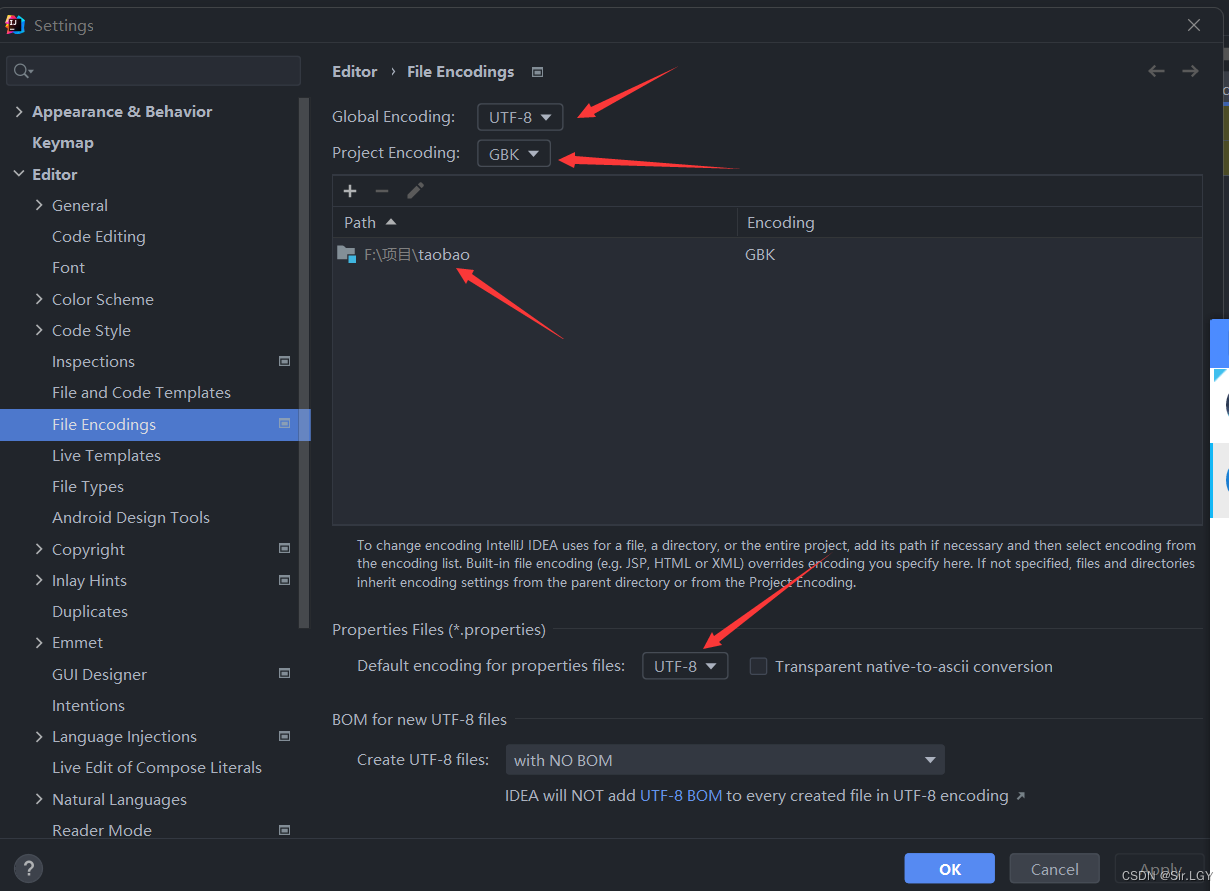 Settings
Editor › File Encodings
Appearance & Behavior
Keymap
Editor
General
Code Editing
Font
Color Scheme
Code Style
Inspections
File and Code Templates
File Encodings
Live Templates
File Types
Android Design Tools
Copyright
Inlay Hints
Duplicates
Emmet
GUI Designer
Intentions
Language Injections
Live Edit of Compose Literals
Natural Languages
Reader Mode
Global Encoding: UTF-8
Project Encoding: GBK
Path Encoding
F:\项目\taobao GBK
To change encoding IntelliJ IDEA uses for a file, a directory, or the entire project, add its path if necessary and then select encoding from
the encoding list. Built-in file encoding (e.g. JSP, HTML or XML) overrides encoding you specify here. If not specified, files and directories
inherit encoding settings from the parent directory or from the Project Encoding.
Properties Files (*.properties)
Default encoding for properties files: UTF-8 Transparent native-to-ascii conversion
BOM for new UTF-8 files
Create UTF-8 files: with NO BOM
IDEA will NOT add UTF-8 BOM to every created file in UTF-8 encoding ↗
?
OK Cancel Apply
CSDN @Sir.LGY